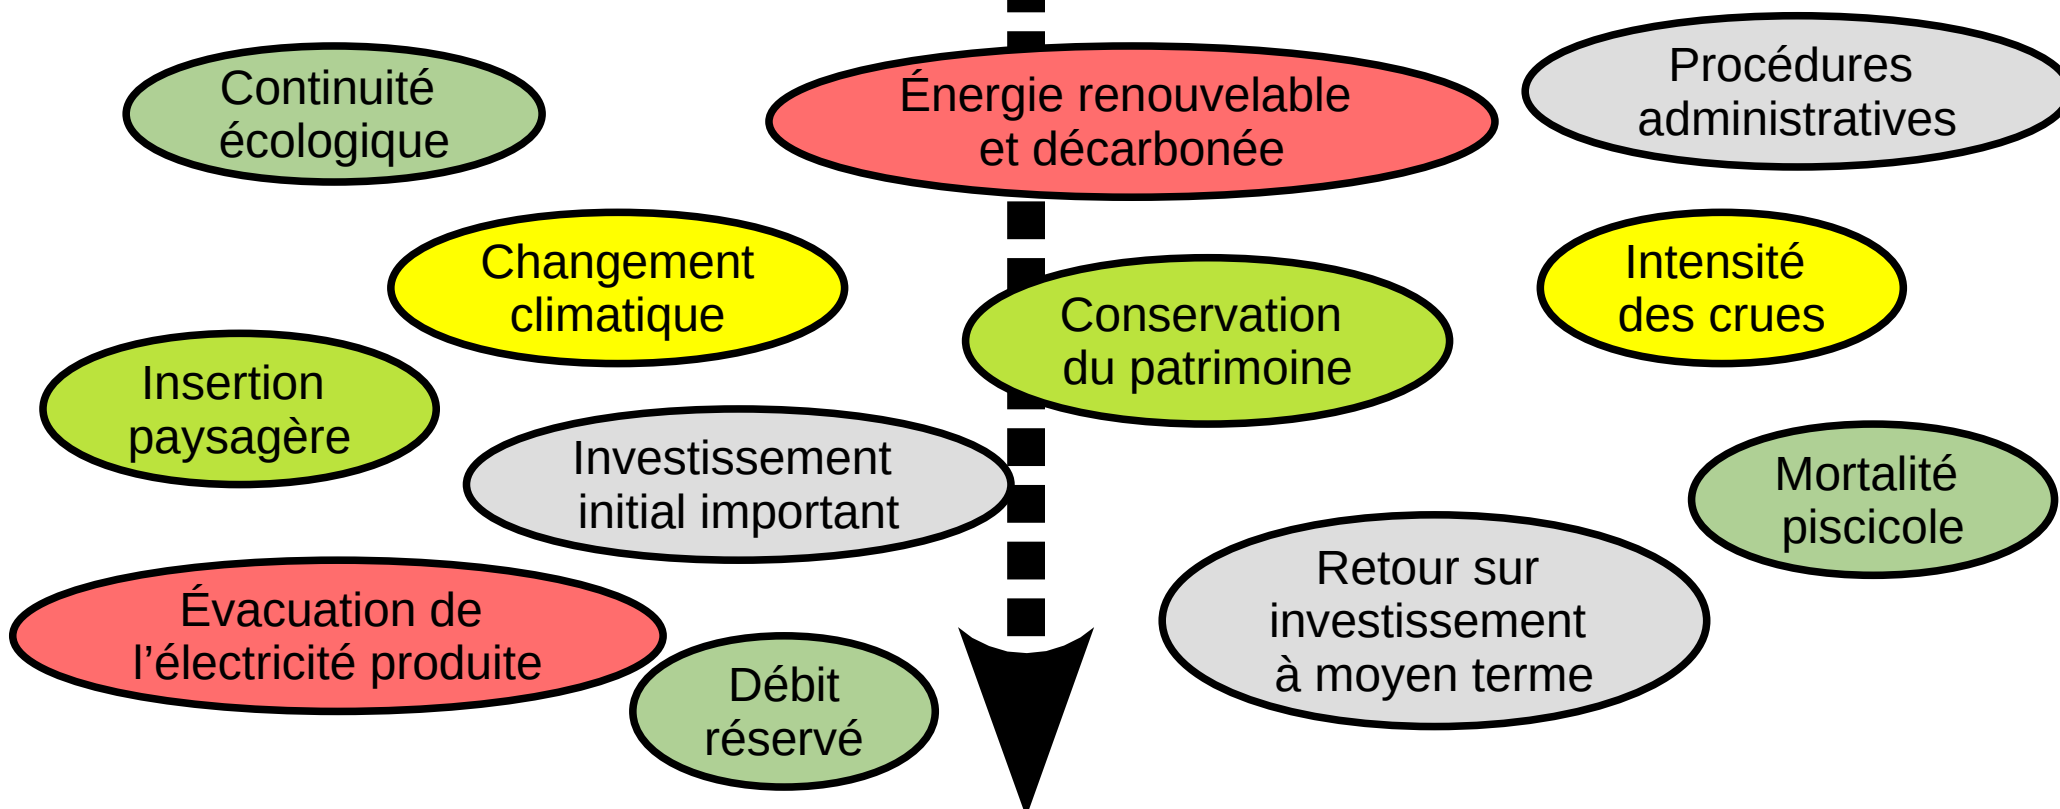 Continuité
écologique
Énergie renouvelable
et décarbonée
Procédures
administratives
Changement
climatique
Conservation
du patrimoine
Intensité
des crues
Insertion
paysagère
Investissement
initial important
Mortalité
piscicole
Évacuation de
l’électricité produite
Retour sur
investissement
à moyen terme
Débit
réservé